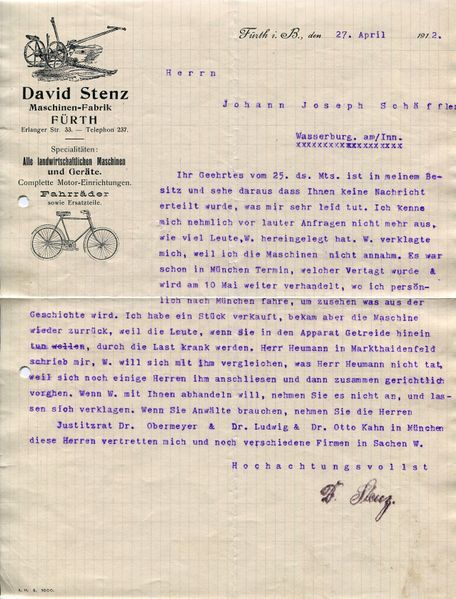 David Stenz
Maschinen-Fabrik
FÜRTH
Erlanger Str. 33. — Telephon 237.
Spezialitäten:
Alle landwirtschaftlichen Maschinen
und Geräte.
Complette Motor-Einrichtungen.
Fahrräder
sowie Ersatzteile.
Fürth i. B., den 27. April 1912.
Herrn
Johann Joseph Schäffle
Wasserburg. am/Inn.
xxxxxxxxxxxxxxxxxxx
Ihr Geehrtes vom 25. ds. Mts. ist in meinem Be-
sitz und sehe daraus dass Ihnen keine Nachricht
erteilt wurde, was mir sehr leid tut. Ich kenne
mich nehmlich vor lauter Anfragen nicht mehr aus,
wie viel Leute,W. hereingelegt hat. W. verklagte
mich, weil ich die Maschinen nicht annahm. Es war
schon in München Termin, welcher Vertagt wurde &
wird am 10 Mai weiter verhandelt, wo ich persön-
lich nach München fahre, um zusehen was aus der
Geschichte wird. Ich habe ein Stück verkauft, bekam aber die Maschine
wieder zurrück, weil die Leute, wenn sie in den Apparat Getreide hinein
tun wollen, durch die Last krank werden. Herr Heumann in Markthaidenfeld
schrieb mir, W. will sich mit ihm vergleichen, was Herr Heumann nicht tat,
weil sich noch einige Herren ihm anschliesen und dann zusammen gerichtlich
vorghen. Wenn W. mit Ihnen abhandeln will, nehmen Sie es nicht an, und las-
sen sich verklagen. Wenn Sie Anwälte brauchen, nehmen Sie die Herren
Justizrat Dr. Obermeyer & Dr. Ludwig & Dr. Otto Kahn in München
diese Herren vertretten mich und noch verschiedene Firmen in Sachen W.
Hochachtungsvollst
D. Stenz.